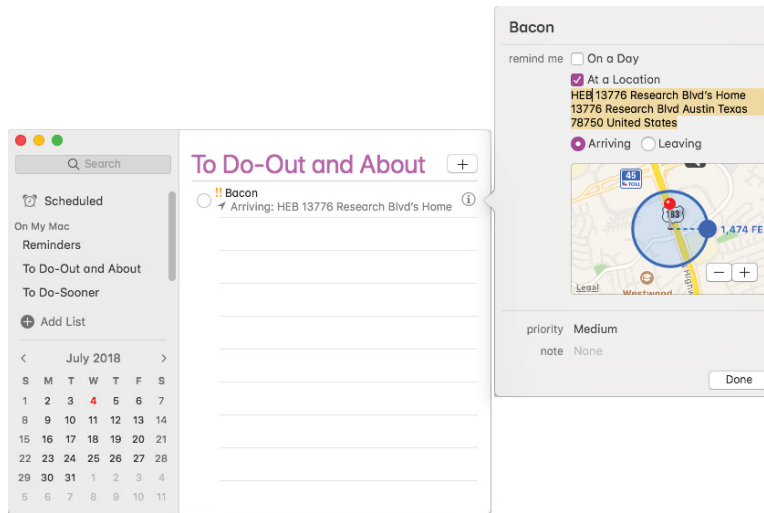 Search
Scheduled
On My Mac
Reminders
To Do-Out and About
To Do-Sooner
Add List
July 2018
S M T W T F S
1 2 3 4 5 6 7
8 9 10 11 12 13 14
15 16 17 18 19 20 21
22 23 24 25 26 27 28
29 30 31 1 2 3 4
5 6 7 8 9 10 11
To Do-Out and About
+
!! Bacon
Arriving: HEB 13776 Research Blvd's Home
Bacon
remind me On a Day
At a Location
HEB 13776 Research Blvd's Home
13776 Research Blvd Austin Texas
78750 United States
Arriving Leaving
45
TOLL
183
1,474 FE
Highw
Westwood
Legal
priority Medium
note None
Done